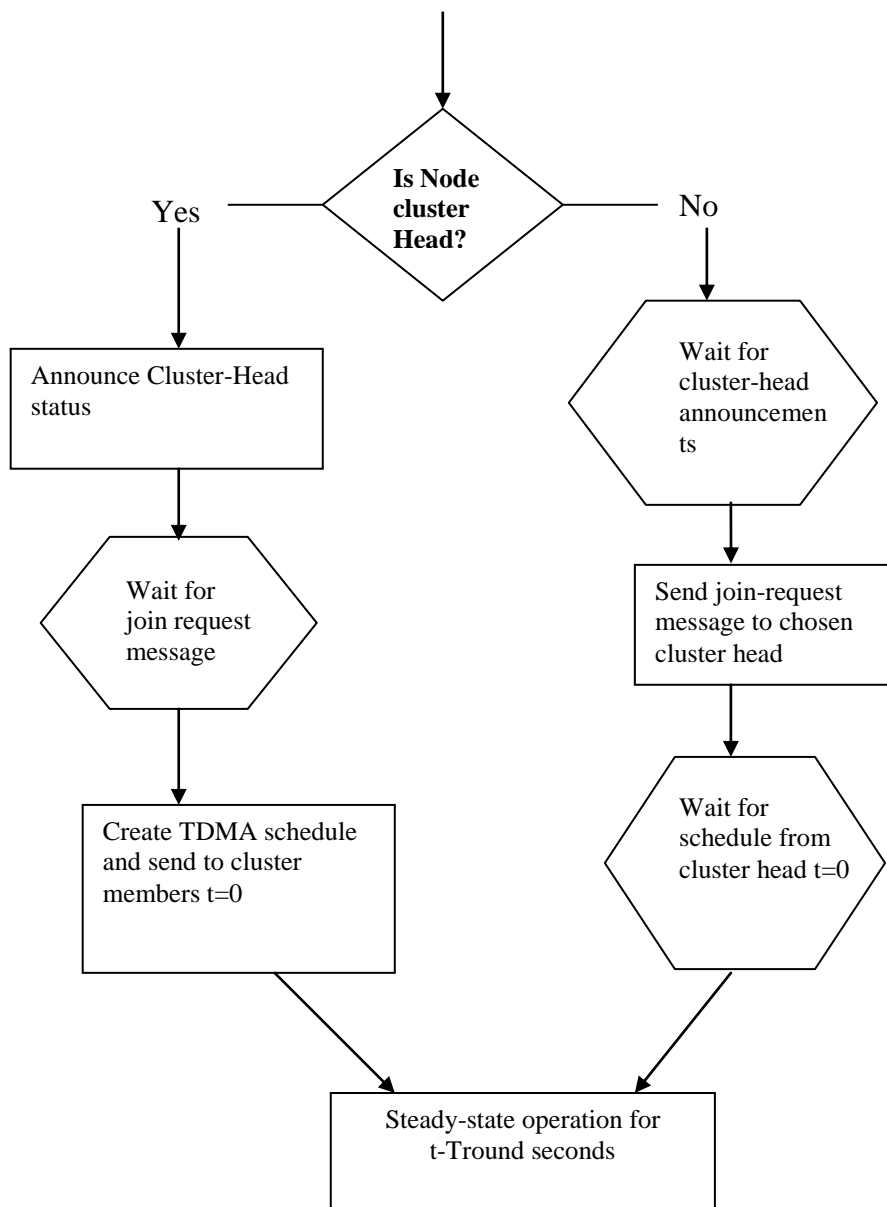 Is Node
cluster
Head?
Yes
No
Announce Cluster-Head
status
Wait for
cluster-head
announcemen
ts
Wait for
join request
message
Send join-request
message to chosen
cluster head
Create TDMA schedule
and send to cluster
members t=0
Wait for
schedule from
cluster head t=0
Steady-state operation for
t-Tround seconds